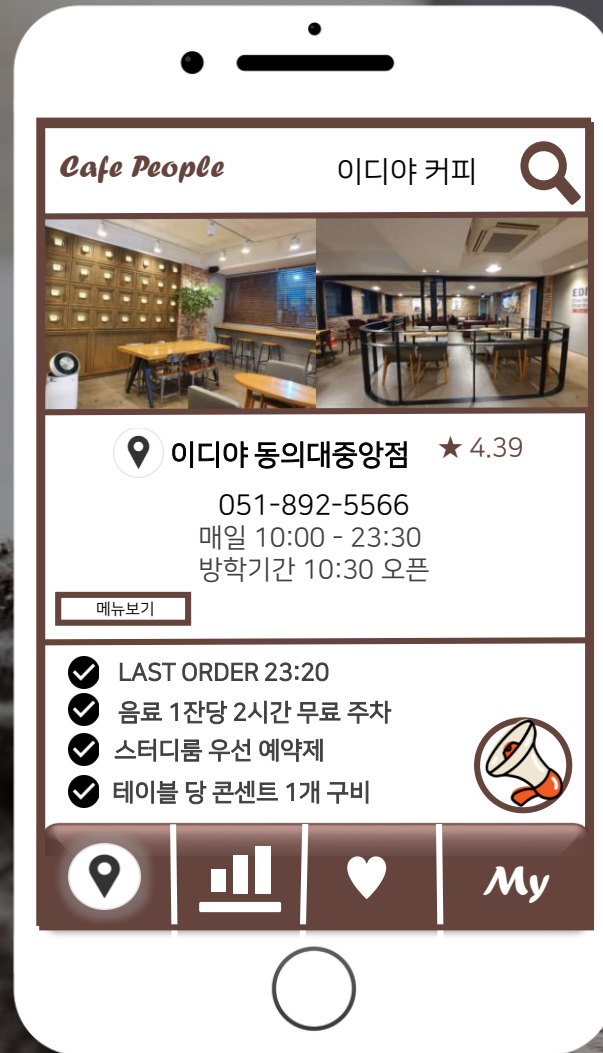 Cafe People
이디야 커피
EDI
이디야 동의대중앙점 ★ 4.39
051-892-5566
매일 10:00 - 23:30
방학기간 10:30 오픈
메뉴보기
LAST ORDER 23:20
음료 1잔당 2시간 무료 주차
스터디룸 우선 예약제
테이블 당 콘센트 1개 구비
My